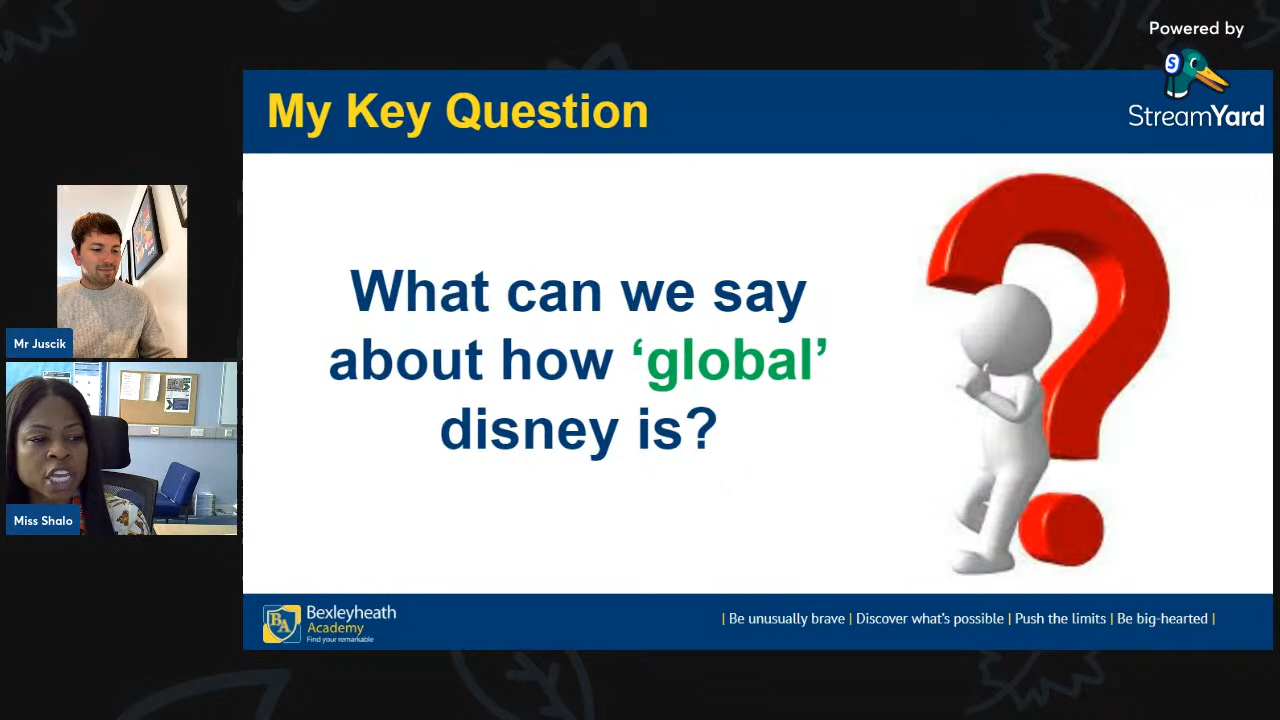 Powered by
StreamYard
My Key Question
What can we say
about how ‘global’
disney is?
Mr Juscik
Miss Shalo
BA
Bexleyheath
Academy
Find your remarkable
| Be unusually brave | Discover what's possible | Push the limits | Be big-hearted |